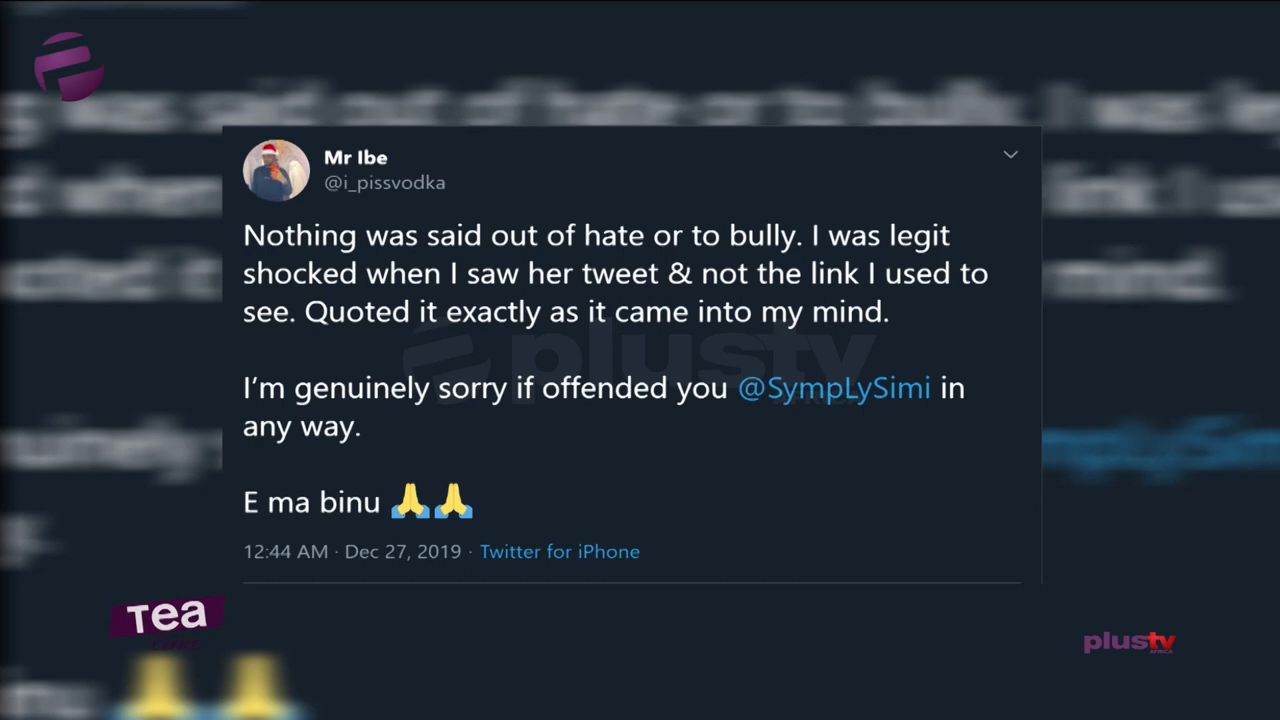 Mr Ibe
@i_pissvodka
Nothing was said out of hate or to bully. I was legit
shocked when I saw her tweet & not the link I used to
see. Quoted it exactly as it came into my mind.
I'm genuinely sorry if offended you @SympLySimi in
any way.
E ma binu 🙏🙏
12:44 AM · Dec 27, 2019 · Twitter for iPhone
plustv
Tea
plustv
AFRICA